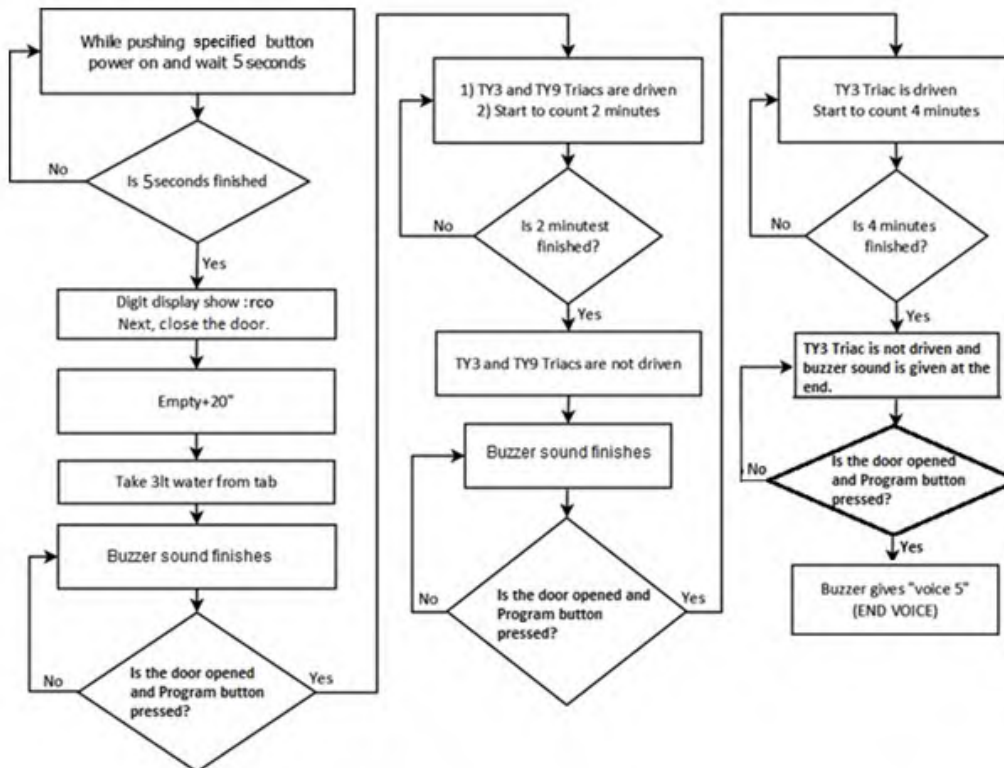 While pushing specified button
power on and wait 5 seconds
No
Is 5seconds finished
Yes
Digit display show :rco
Next, close the door.
Empty+20"
Take 3lt water from tab
Buzzer sound finishes
No
Is the door opened
and Program button
pressed?
Yes
1) TY3 and TY9 Triacs are driven
2) Start to count 2 minutes
No
Is 2 minutest
finished?
Yes
TY3 and TY9 Triacs are not driven
Buzzer sound finishes
No
Is the door opened and
Program button
pressed?
Yes
TY3 Triac is driven
Start to count 4 minutes
No
Is 4 minutes
finished?
Yes
TY3 Triac is not driven and
buzzer sound is given at the
end.
No
Is the door opened
and Program button
pressed?
Yes
Buzzer gives "voice 5"
(END VOICE)